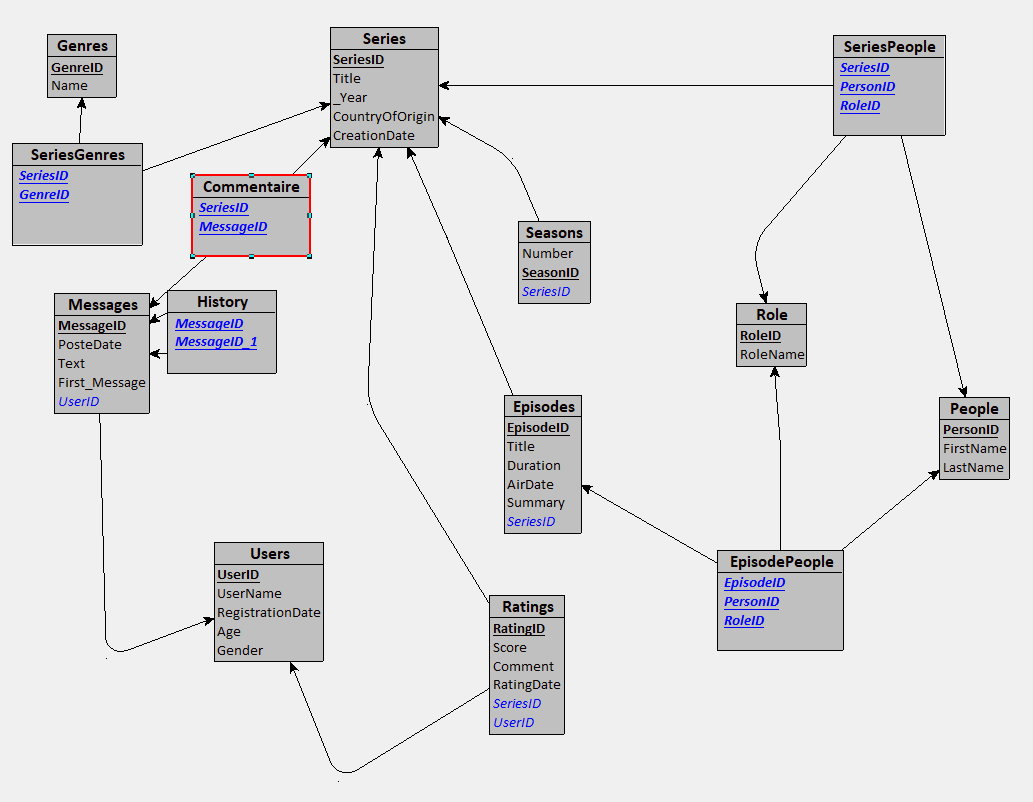 Genres
GenreID
Name
Series
SeriesID
Title
_Year
CountryOfOrigin
CreationDate
SeriesPeople
SeriesID
PersonID
RoleID
SeriesGenres
SeriesID
GenreID
Commentaire
SeriesID
MessageID
Seasons
Number
SeasonID
SeriesID
Messages
MessageID
PosteDate
Text
First_Message
UserID
History
MessageID
MessageID_1
Role
RoleID
RoleName
Episodes
EpisodeID
Title
Duration
AirDate
Summary
SeriesID
People
PersonID
FirstName
LastName
Users
UserID
UserName
RegistrationDate
Age
Gender
Ratings
RatingID
Score
Comment
RatingDate
SeriesID
UserID
EpisodePeople
EpisodeID
PersonID
RoleID